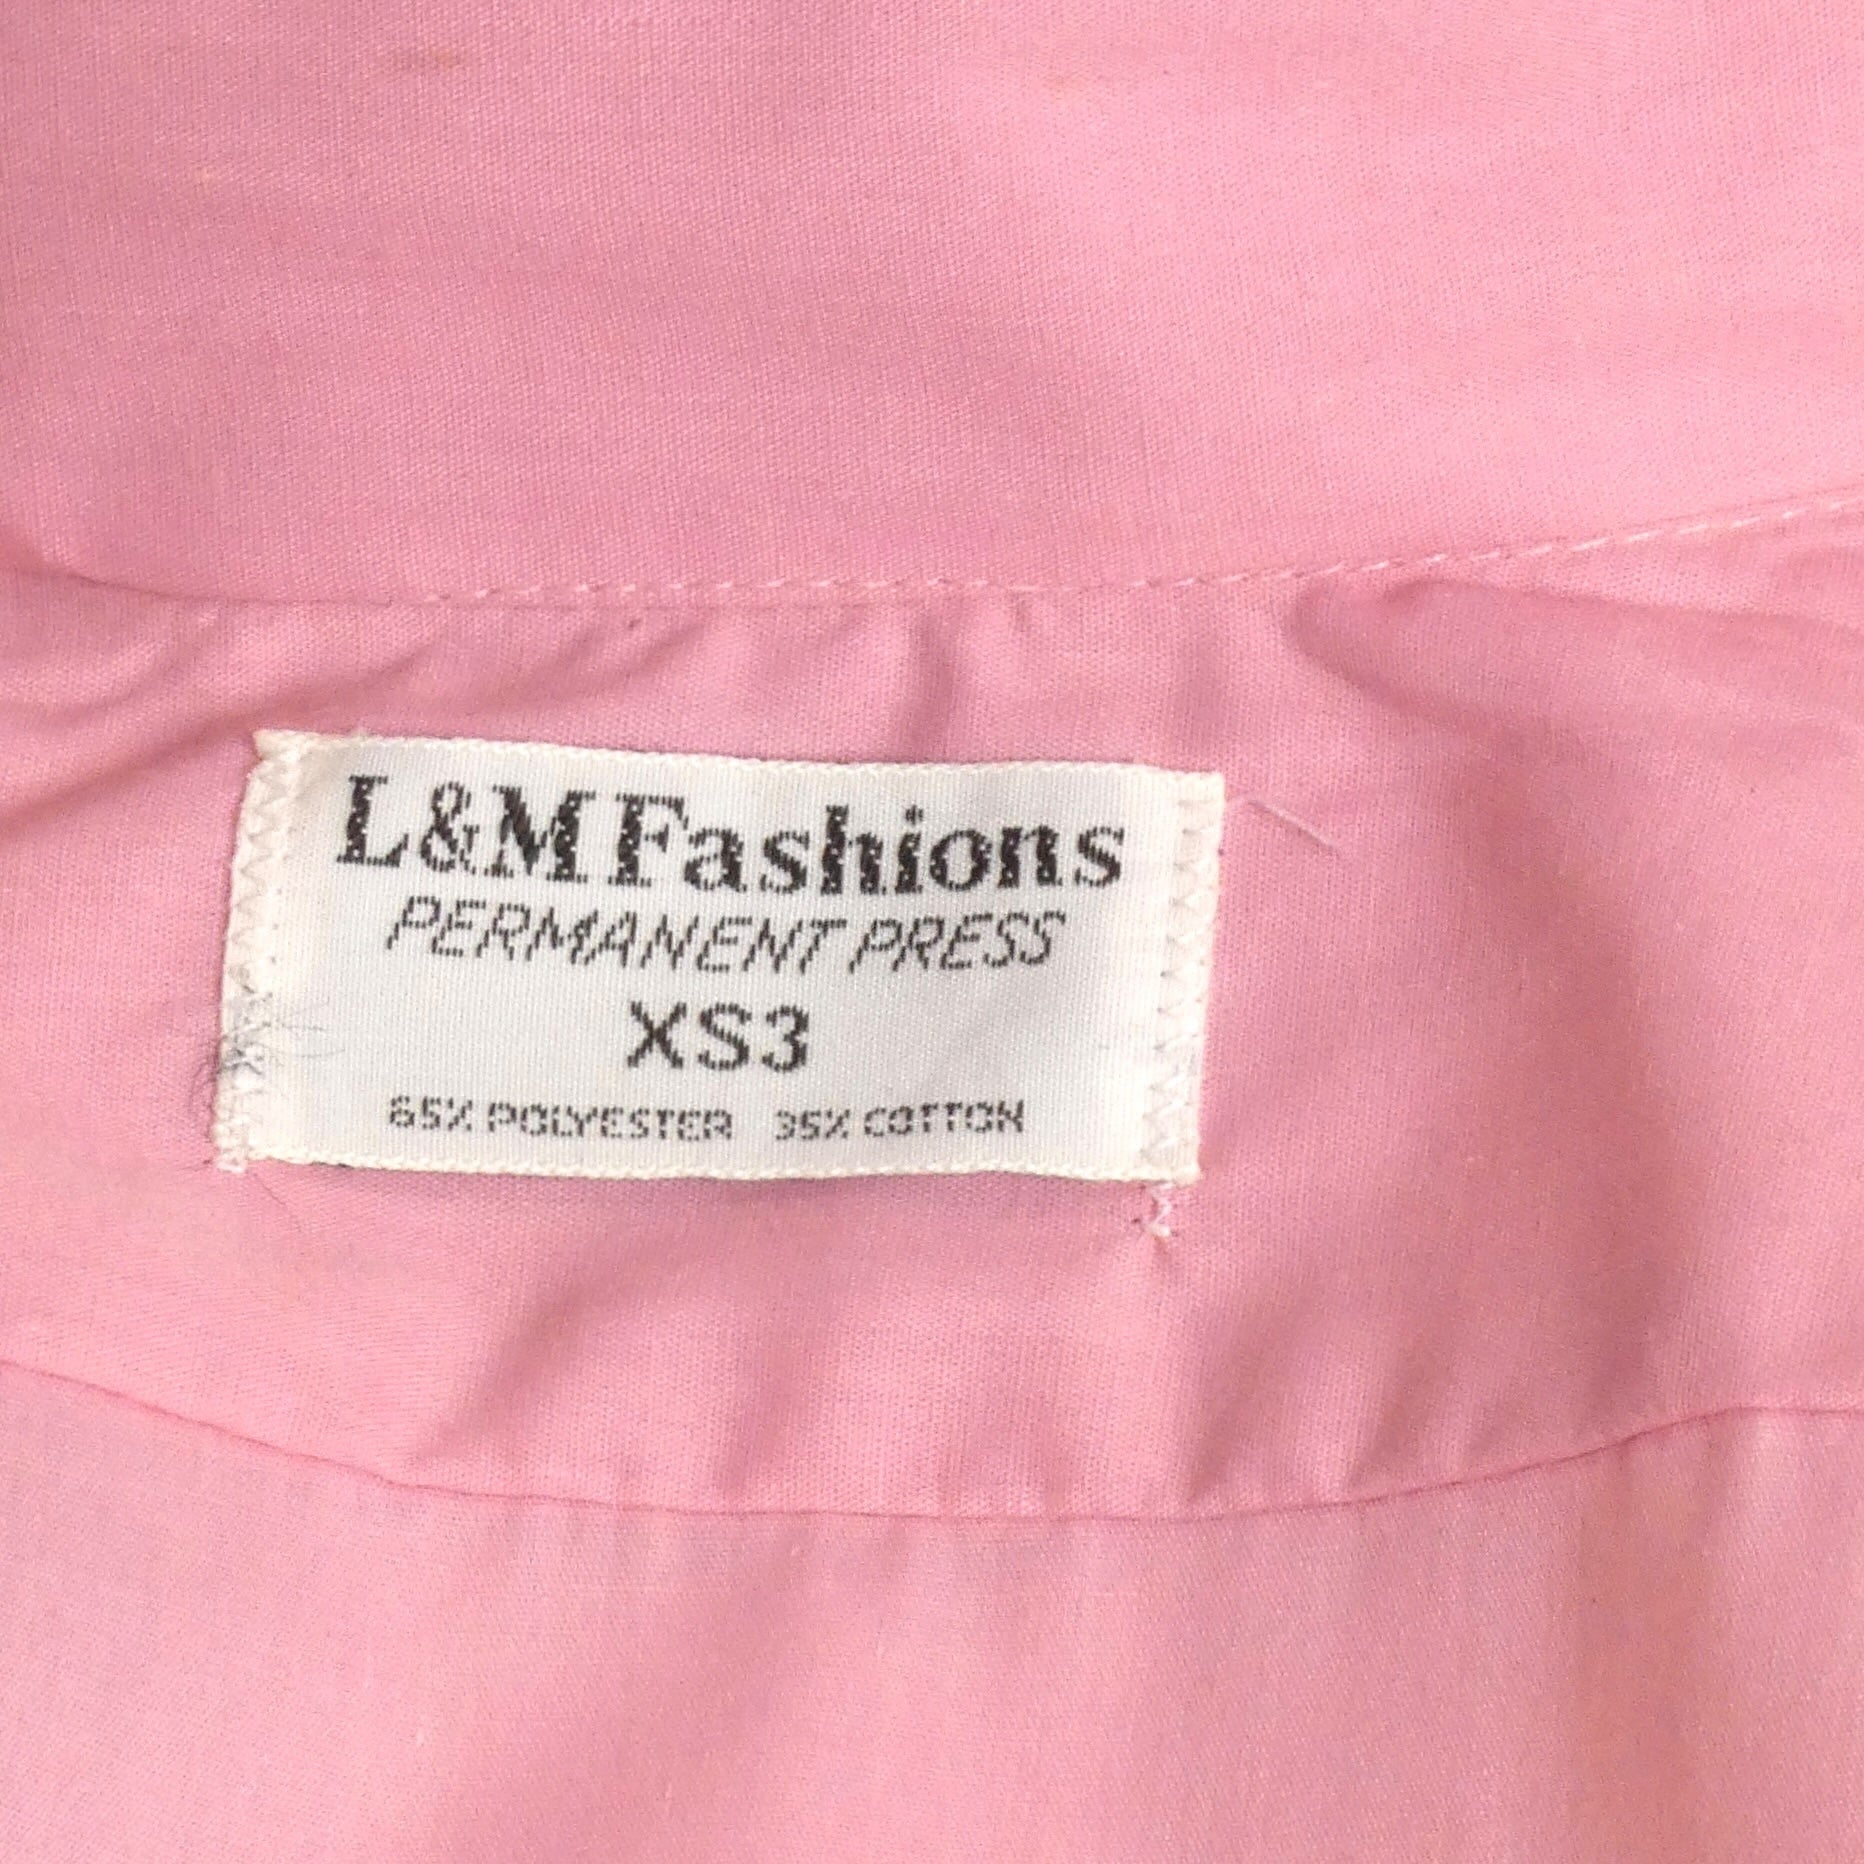 L&M Fashions
PERMANENT PRESS
XS3
65% POLYESTER 35% COTTON